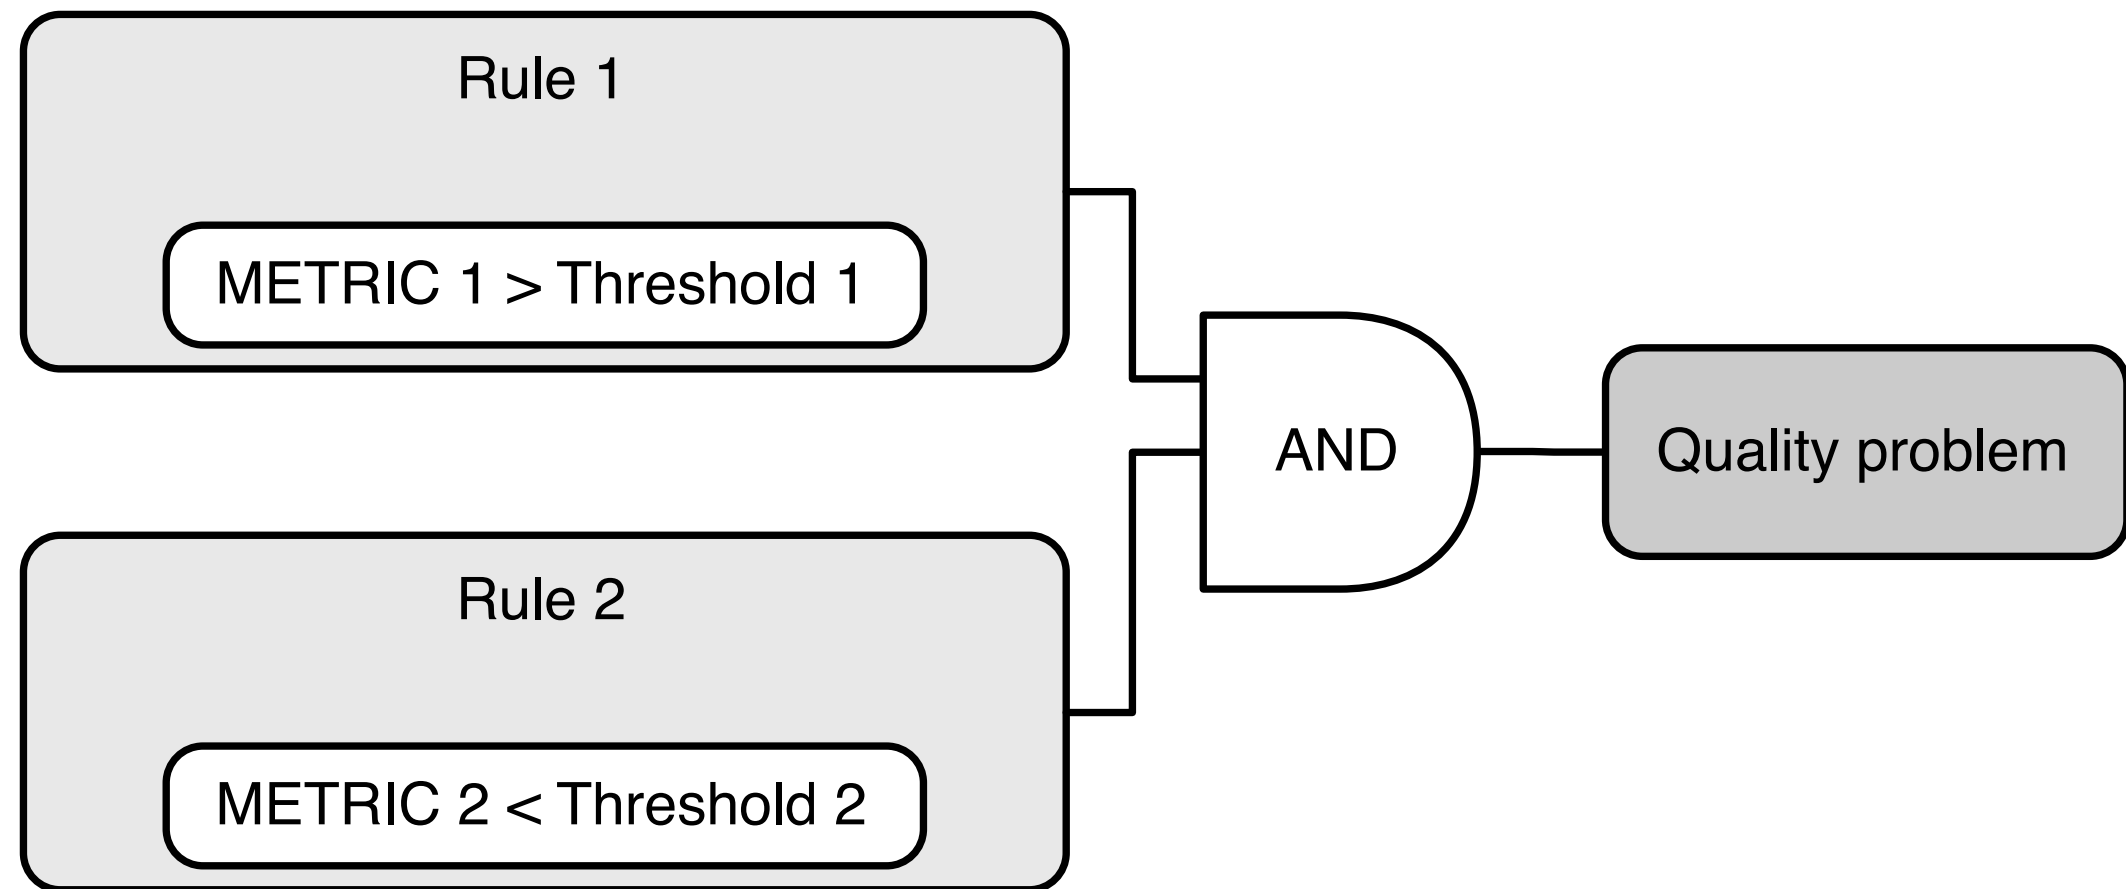 Rule 1
METRIC 1 > Threshold 1
AND
Quality problem
Rule 2
METRIC 2 < Threshold 2